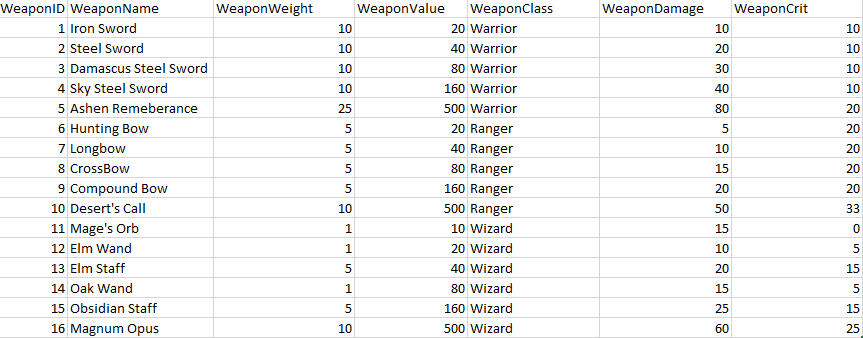 WeaponID WeaponName WeaponWeight WeaponValue WeaponClass WeaponDamage WeaponCrit
1 Iron Sword 10 20 Warrior 10 10
2 Steel Sword 10 40 Warrior 20 10
3 Damascus Steel Sword 10 80 Warrior 30 10
4 Sky Steel Sword 10 160 Warrior 40 10
5 Ashen Remeberance 25 500 Warrior 80 20
6 Hunting Bow 5 20 Ranger 5 20
7 Longbow 5 40 Ranger 10 20
8 CrossBow 5 80 Ranger 15 20
9 Compound Bow 5 160 Ranger 20 20
10 Desert's Call 10 500 Ranger 50 33
11 Mage's Orb 1 10 Wizard 15 0
12 Elm Wand 1 20 Wizard 10 5
13 Elm Staff 5 40 Wizard 20 15
14 Oak Wand 1 80 Wizard 15 5
15 Obsidian Staff 5 160 Wizard 25 15
16 Magnum Opus 10 500 Wizard 60 25